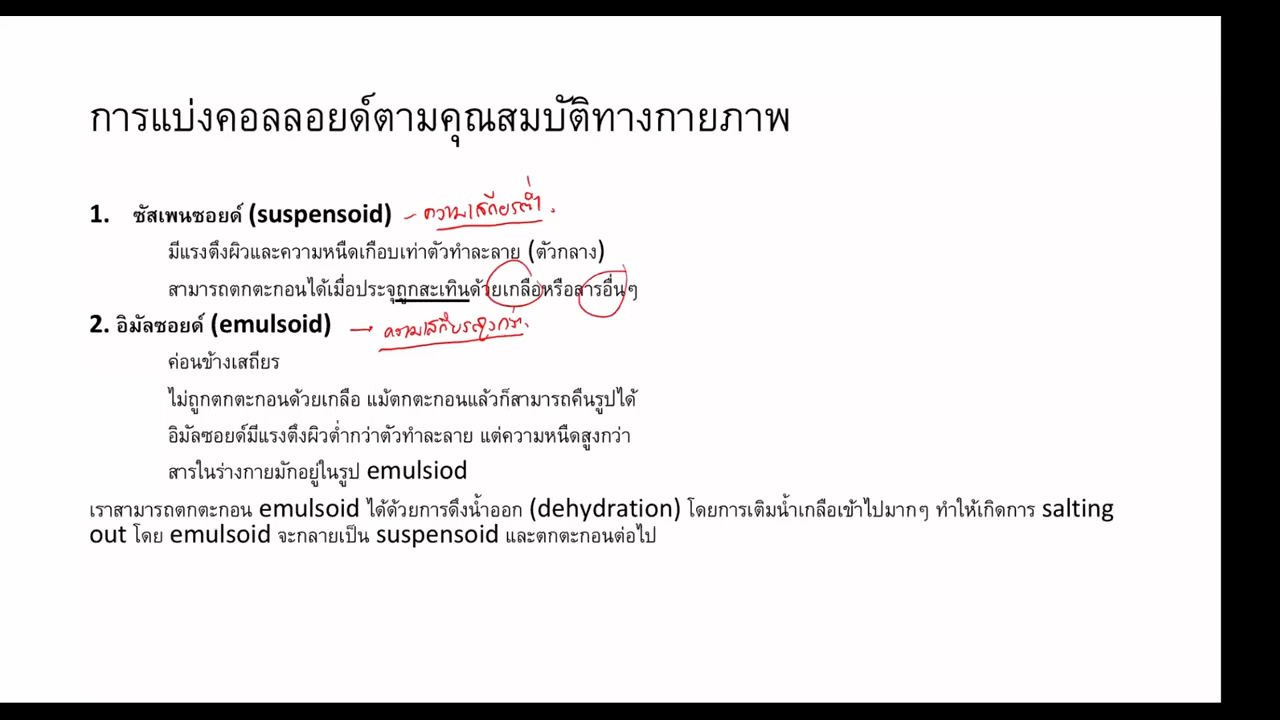 การแบ่งคอลลอยด์ตามคุณสมบัติทางกายภาพ
1. ซัสเพนซอยด์ (suspensoid) - ความเสถียรต่ำ.
มีแรงตึงผิวและความหนืดเกือบเท่าตัวทำละลาย (ตัวกลาง)
สามารถตกตะกอนได้เมื่อประจุถูกสะเทินด้วยเกลือหรือสารอื่นๆ
2. อิมัลซอยด์ (emulsoid) → ความเสถียรสูงกว่า.
ค่อนข้างเสถียร
ไม่ถูกตกตะกอนด้วยเกลือ แม้ตกตะกอนแล้วก็สามารถคืนรูปได้
อิมัลซอยด์มีแรงตึงผิวต่ำกว่าตัวทำละลาย แต่ความหนืดสูงกว่า
สารในร่างกายมักอยู่ในรูป emulsiod
เราสามารถตกตะกอน emulsoid ได้ด้วยการดึงน้ำออก (dehydration) โดยการเติมน้ำเกลือเข้าไปมากๆ ทำให้เกิดการ salting
out โดย emulsoid จะกลายเป็น suspensoid และตกตะกอนต่อไป